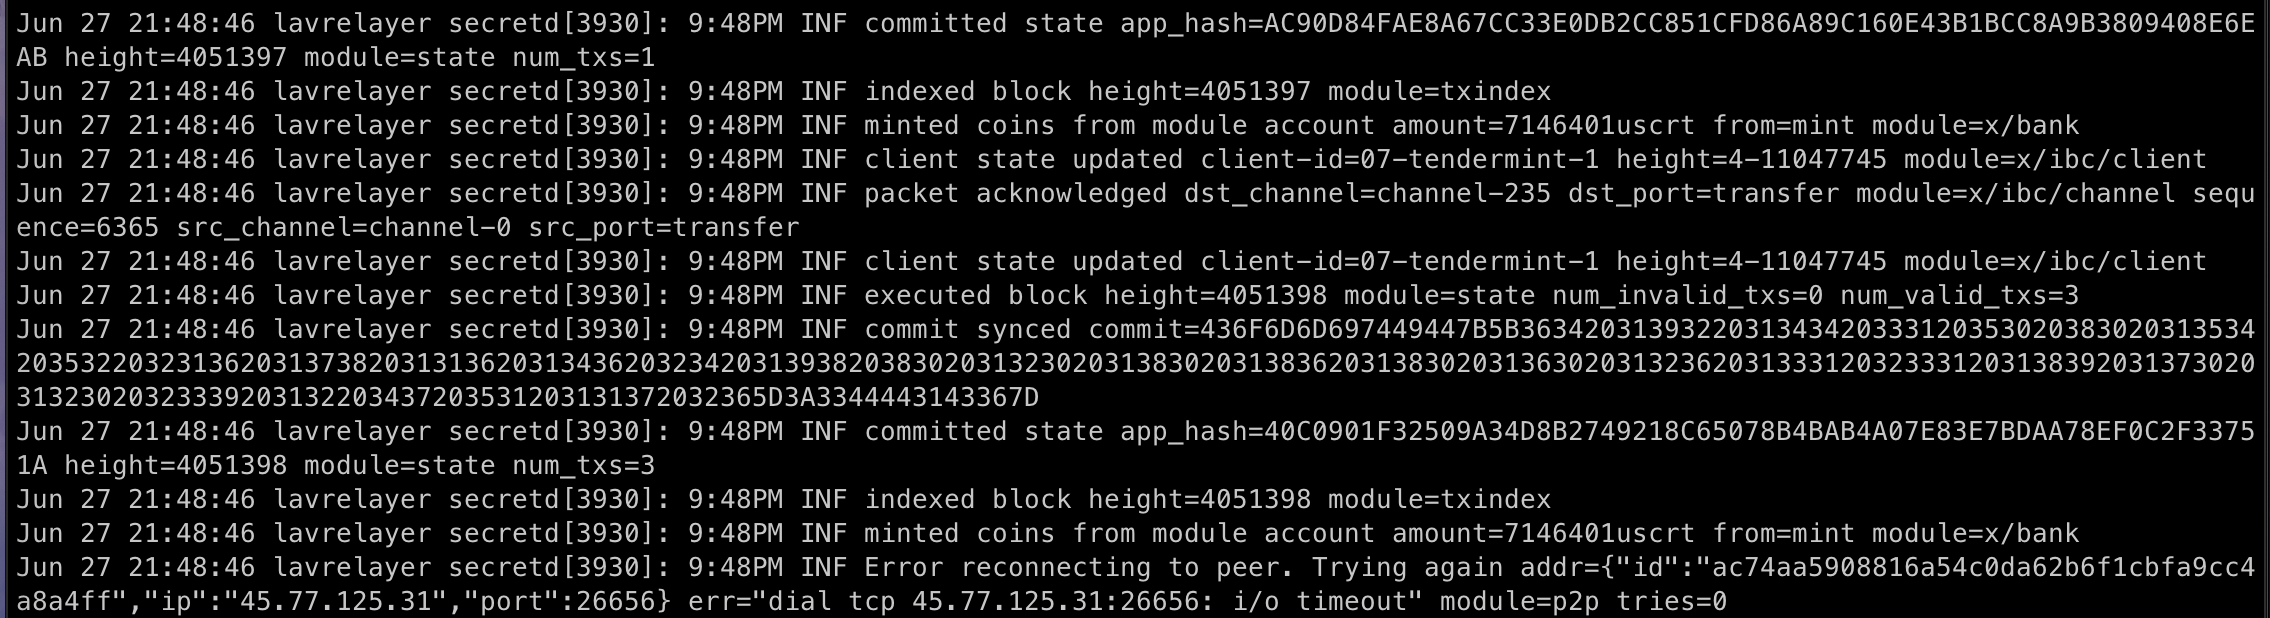 Jun 27 21:48:46 lavrelayer secretd[3930]: 9:48PM INF committed state app_hash=AC90D84FAE8A67CC33E0DB2CC851CFD86A89C160E43B1BCC8A9B3809408E6E
AB height=4051397 module=state num_txs=1
Jun 27 21:48:46 lavrelayer secretd[3930]: 9:48PM INF indexed block height=4051397 module=txindex
Jun 27 21:48:46 lavrelayer secretd[3930]: 9:48PM INF minted coins from module account amount=7146401uscrt from=mint module=x/bank
Jun 27 21:48:46 lavrelayer secretd[3930]: 9:48PM INF client state updated client-id=07-tendermint-1 height=4-11047745 module=x/ibc/client
Jun 27 21:48:46 lavrelayer secretd[3930]: 9:48PM INF packet acknowledged dst_channel=channel-235 dst_port=transfer module=x/ibc/channel sequ
ence=6365 src_channel=channel-0 src_port=transfer
Jun 27 21:48:46 lavrelayer secretd[3930]: 9:48PM INF client state updated client-id=07-tendermint-1 height=4-11047745 module=x/ibc/client
Jun 27 21:48:46 lavrelayer secretd[3930]: 9:48PM INF executed block height=4051398 module=state num_invalid_txs=0 num_valid_txs=3
Jun 27 21:48:46 lavrelayer secretd[3930]: 9:48PM INF commit synced commit=436F6D6D697449447B5B3634203139322031343420333120353020383020313534
20353220323136203137382031313620313436203234203139382038302031323020313830203138362031383020313630203132362031333120323331203138392031373020
313230203233392031322034372035312031313172032365D3A3344443143367D
Jun 27 21:48:46 lavrelayer secretd[3930]: 9:48PM INF committed state app_hash=40C0901F32509A34D8B2749218C65078B4BAB4A07E83E7BDAA78EF0C2F3375
1A height=4051398 module=state num_txs=3
Jun 27 21:48:46 lavrelayer secretd[3930]: 9:48PM INF indexed block height=4051398 module=txindex
Jun 27 21:48:46 lavrelayer secretd[3930]: 9:48PM INF minted coins from module account amount=7146401uscrt from=mint module=x/bank
Jun 27 21:48:46 lavrelayer secretd[3930]: 9:48PM INF Error reconnecting to peer. Trying again addr={"id":"ac74aa5908816a54c0da62b6f1cbfa9cc4
a8a4ff","ip":"45.77.125.31","port":26656} err="dial tcp 45.77.125.31:26656: i/o timeout" module=p2p tries=0